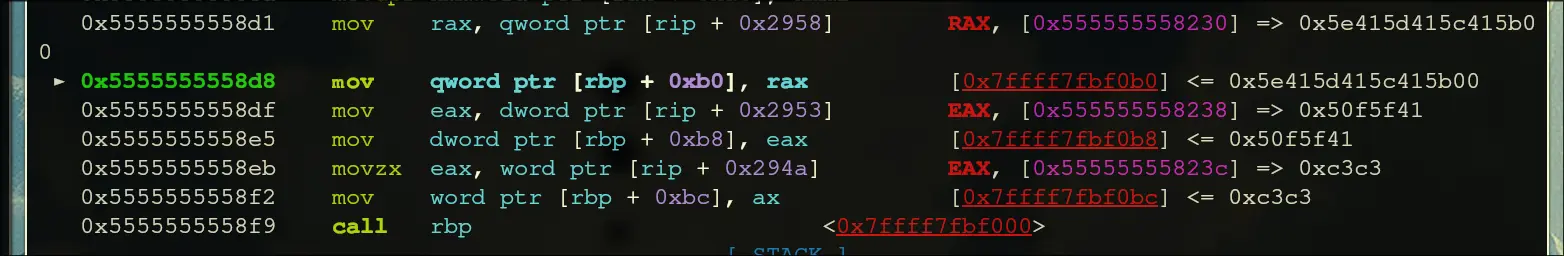 0x5555555558d1 mov rax, qword ptr [rip + 0x2958] RAX, [0x555555558230] => 0x5e415d415c415b0
0
► 0x5555555558d8 mov qword ptr [rbp + 0xb0], rax [0x7ffff7fbf0b0] <= 0x5e415d415c415b00
0x5555555558df mov eax, dword ptr [rip + 0x2953] EAX, [0x555555558238] => 0x50f5f41
0x5555555558e5 mov dword ptr [rbp + 0xb8], eax [0x7ffff7fbf0b8] <= 0x50f5f41
0x5555555558eb movzx eax, word ptr [rip + 0x294a] EAX, [0x55555555823c] => 0xc3c3
0x5555555558f2 mov word ptr [rbp + 0xbc], ax [0x7ffff7fbf0bc] <= 0xc3c3
0x5555555558f9 call rbp <0x7ffff7fbf000>
[ STACK ]